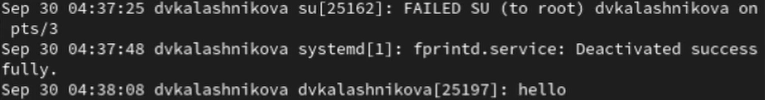 Sep 30 04:37:25 dvkalashnikova su[25162]: FAILED SU (to root) dvkalashnikova on
 pts/3
Sep 30 04:37:48 dvkalashnikova systemd[1]: fprintd.service: Deactivated success
fully.
Sep 30 04:38:08 dvkalashnikova dvkalashnikova[25197]: hello